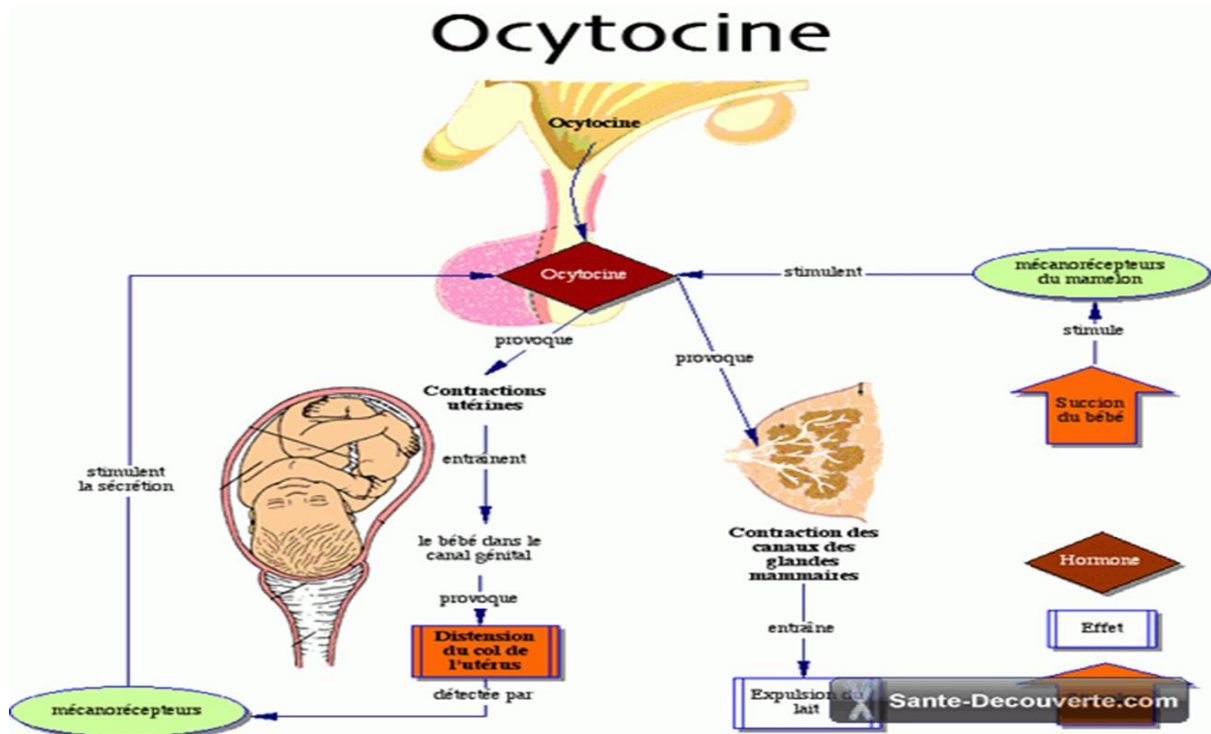 Ocytocine
Ocytocine
Ocytocine
stimulent
mécanorécepteurs
du mamelon
stimule
Succion
du bébé
provoque
provoque
Contractions
utérines
entraînent
stimulent
la sécrétion
le bébé dans le
canal génital
provoque
Distension
du col de
l'utérus
détectée par
mécanorécepteurs
Contraction des
canaux des
glandes
mammaires
entraîne
Expulsion du
lait
Hormone
Effet
Sante-Decouverte.com